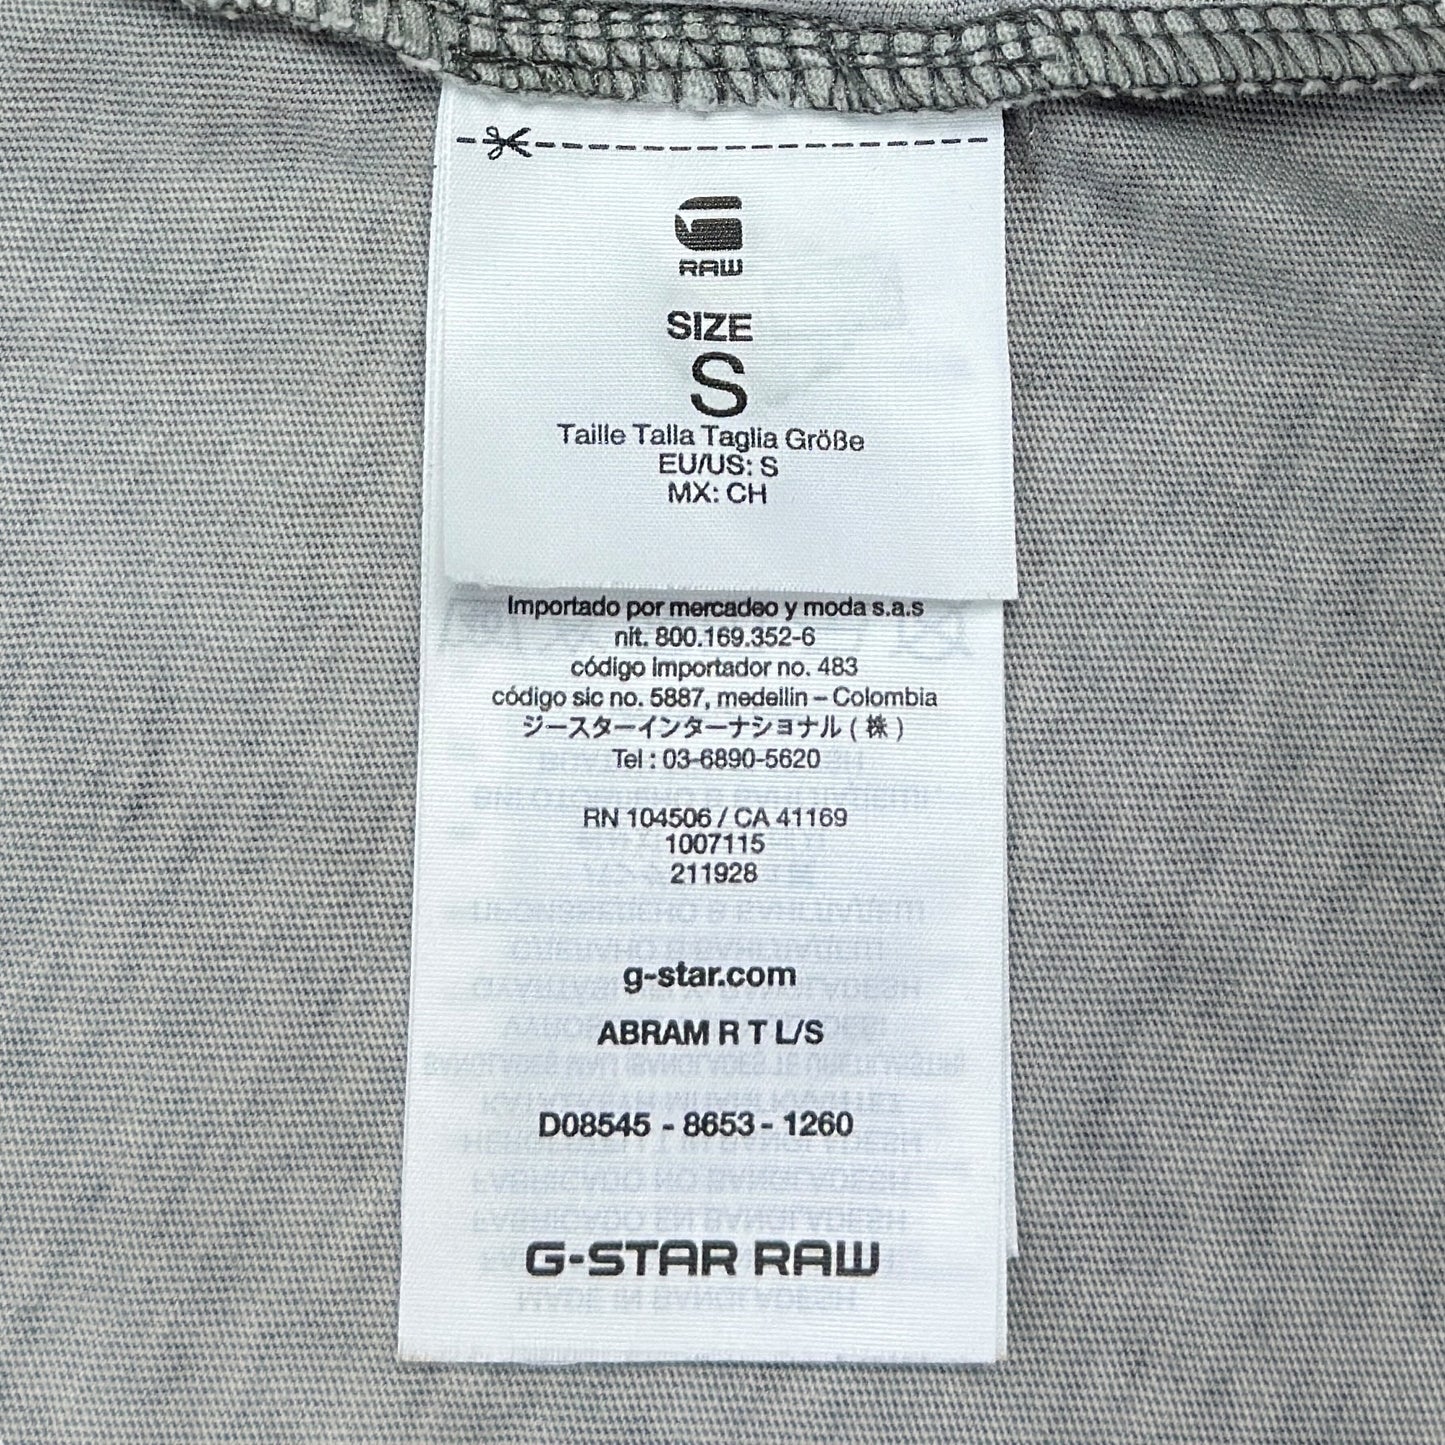 RAW
SIZE
S
Taille Talla Taglia Größe
EU/US: S
MX: CH
Importado por mercadeo y moda s.a.s
nit. 800.169.352-6
código importador no. 483
código sic no. 5887, medellin – Colombia
ジースターインターナショナル ( 株 )
Tel : 03-6890-5620
RN 104506 / CA 41169
1007115
211928
g-star.com
ABRAM R T L/S
D08545 - 8653 - 1260
G-STAR RAW